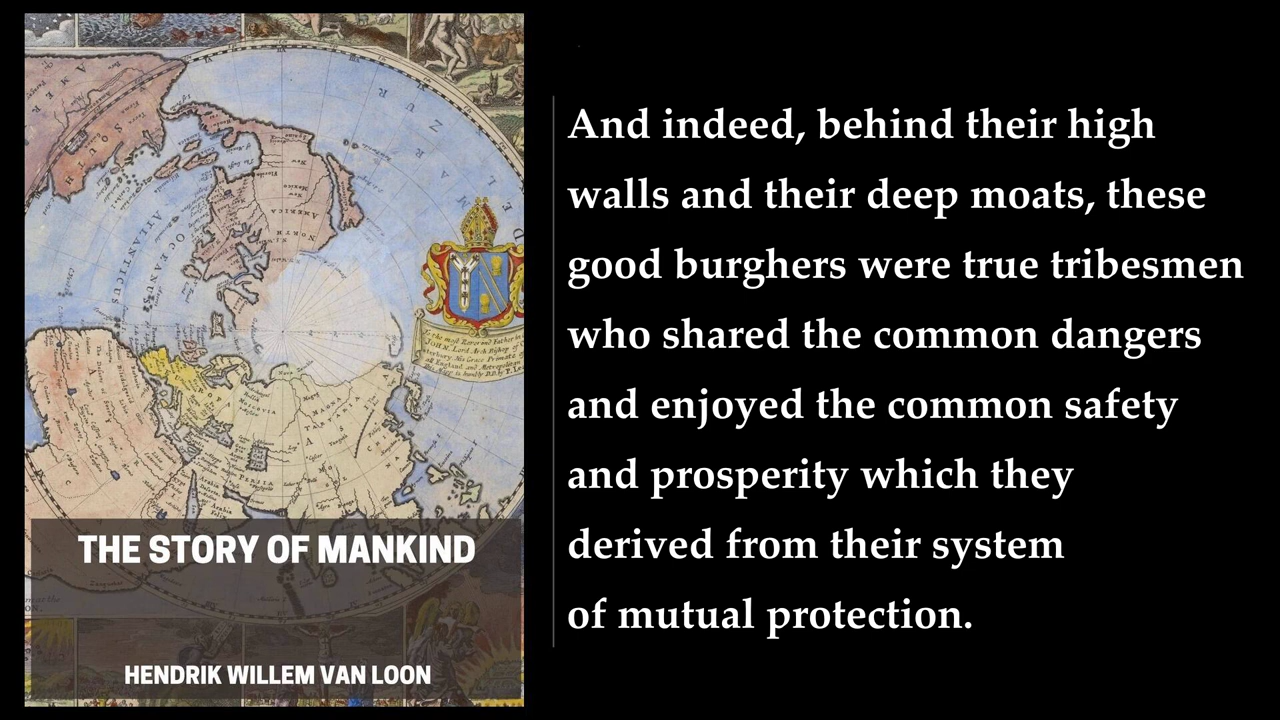 THE STORY OF MANKIND
HENDRIK WILLEM VAN LOON
And indeed, behind their high
walls and their deep moats, these
good burghers were true tribesmen
who shared the common dangers
and enjoyed the common safety
and prosperity which they
derived from their system
of mutual protection.